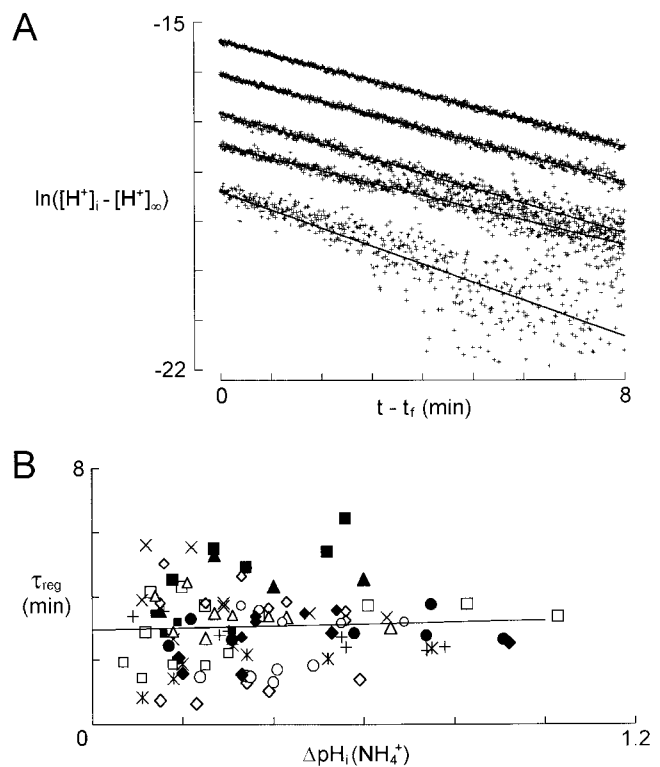 A
-15
ln([H⁺]ᵢ - [H⁺]∞)
-22
0
8
t - t_f (min)
B
8
τ_reg
(min)
0
1.2
ΔpHᵢ(NH₄⁺)